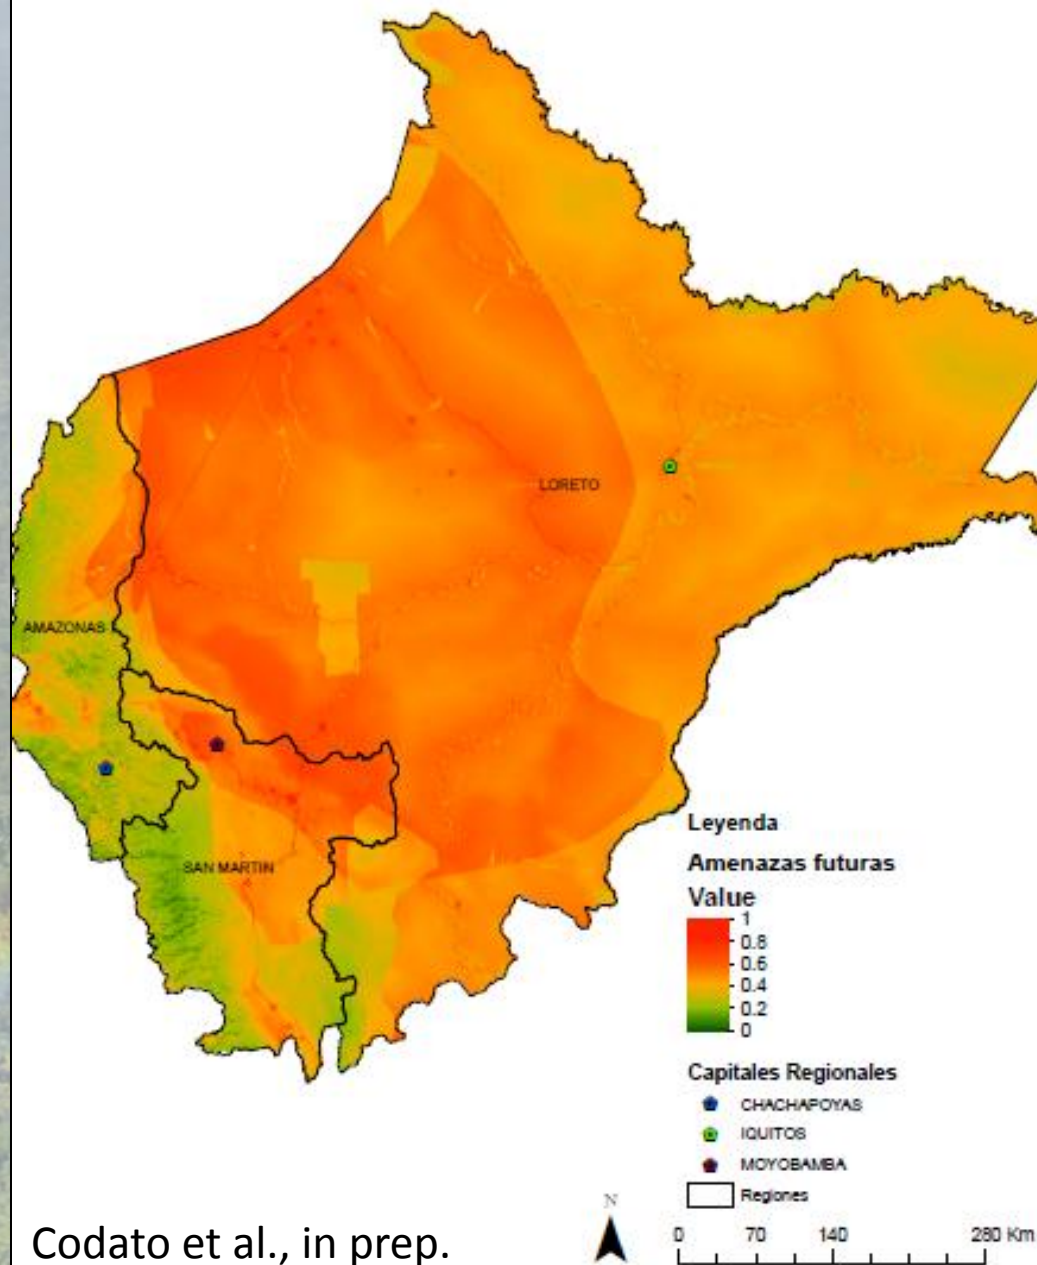 LORETO
AMAZONAS
SAN MARTIN
Leyenda
Amenazas futuras
Value
1
0.8
0.6
0.4
0.2
0
Capitales Regionales
CHACHAPOYAS
IQUITOS
MOYOBAMBA
Regiones
N
0 70 140 280 Km
Codato et al., in prep.